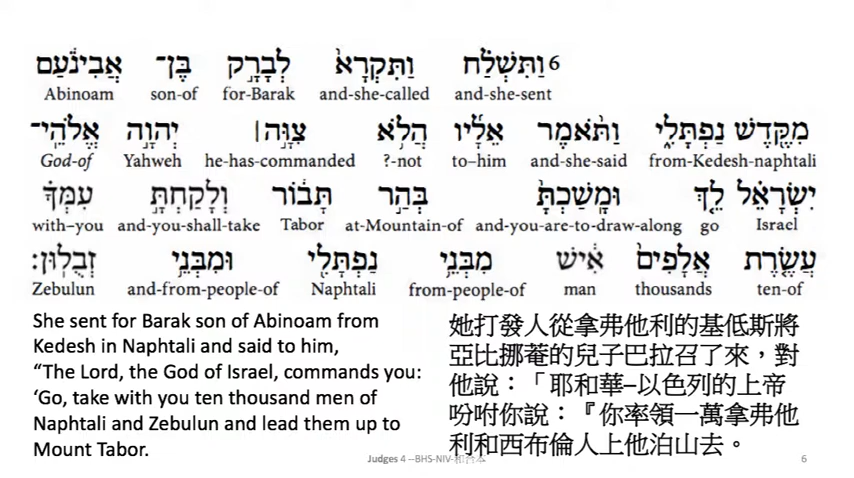 6 וַתִּשְׁלַ֗ח וַתִּקְרָא֙ לְבָרָ֣ק בֶּן־ אֲבִינֹ֔עַם
and-she-sent and-she-called for-Barak son-of Abinoam
מִקֶּ֖דֶשׁ נַפְתָּלִ֑י וַתֹּ֨אמֶר אֵלָ֜יו הֲלֹ֥א צִוָּ֣ה׀ יְהוָ֣ה אֱלֹהֵֽי־
from-Kedesh-naphtali and-she-said to–him ?-not he-has-commanded Yahweh God-of
יִשְׂרָאֵ֗ל לֵ֤ךְ וּמָֽשַׁכְתָּ֙ בְּהַ֣ר תָּב֔וֹר וְלָקַחְתָּ֣ עִמְּךָ֗
Israel go and-you-are-to-draw-along at-Mountain-of Tabor and-you-shall-take with–you
עֲשֶׂ֤רֶת אֲלָפִים֙ אִ֔ישׁ מִבְּנֵ֥י נַפְתָּלִ֖י וּמִבְּנֵ֥י זְבֻלֽוּן׃
ten-of thousands man from-people-of Naphtali and-from-people-of Zebulun
She sent for Barak son of Abinoam from
Kedesh in Naphtali and said to him,
“The Lord, the God of Israel, commands you:
‘Go, take with you ten thousand men of
Naphtali and Zebulun and lead them up to
Mount Tabor.
她打發人從拿弗他利的基低斯將
亞比挪菴的兒子巴拉召了來，對
他說：「耶和華─以色列的上帝
吩咐你說：『你率領一萬拿弗他
利和西布倫人上他泊山去。
Judges 4 --BHS-NIV-和合本
6